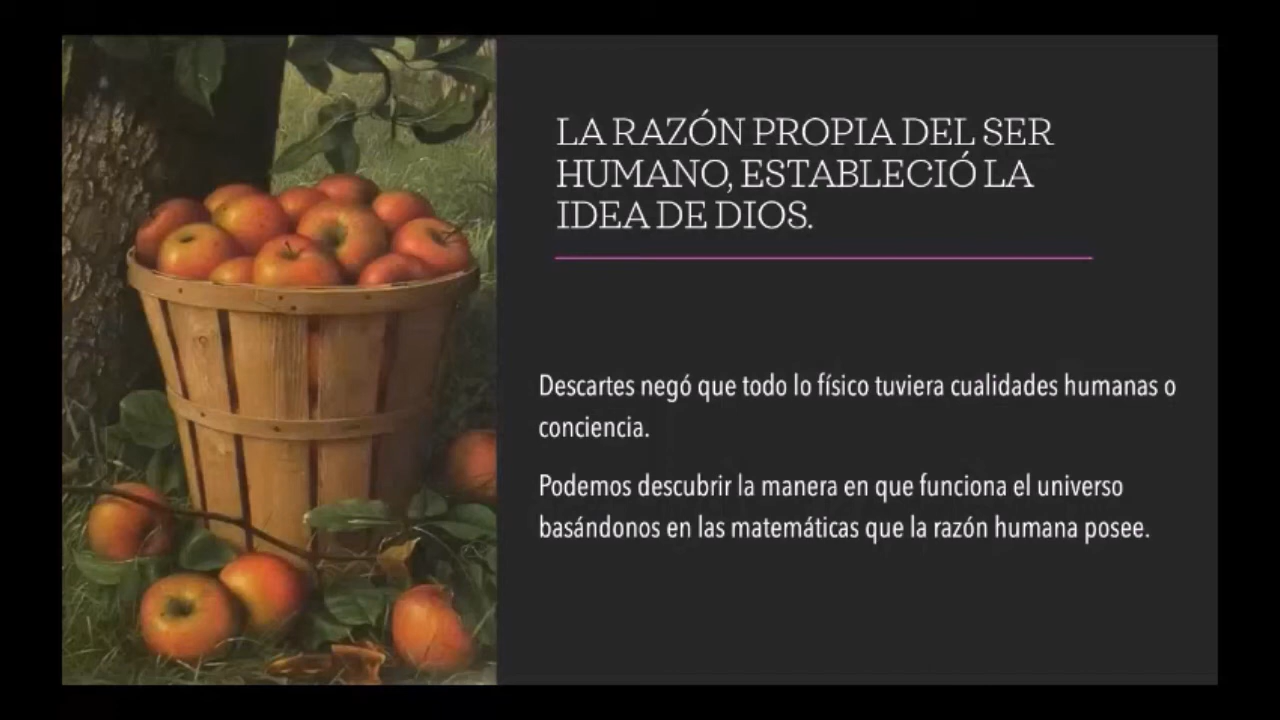 LA RAZÓN PROPIA DEL SER
HUMANO, ESTABLECIÓ LA
IDEA DE DIOS.
Descartes negó que todo lo físico tuviera cualidades humanas o
conciencia.
Podemos descubrir la manera en que funciona el universo
basándonos en las matemáticas que la razón humana posee.